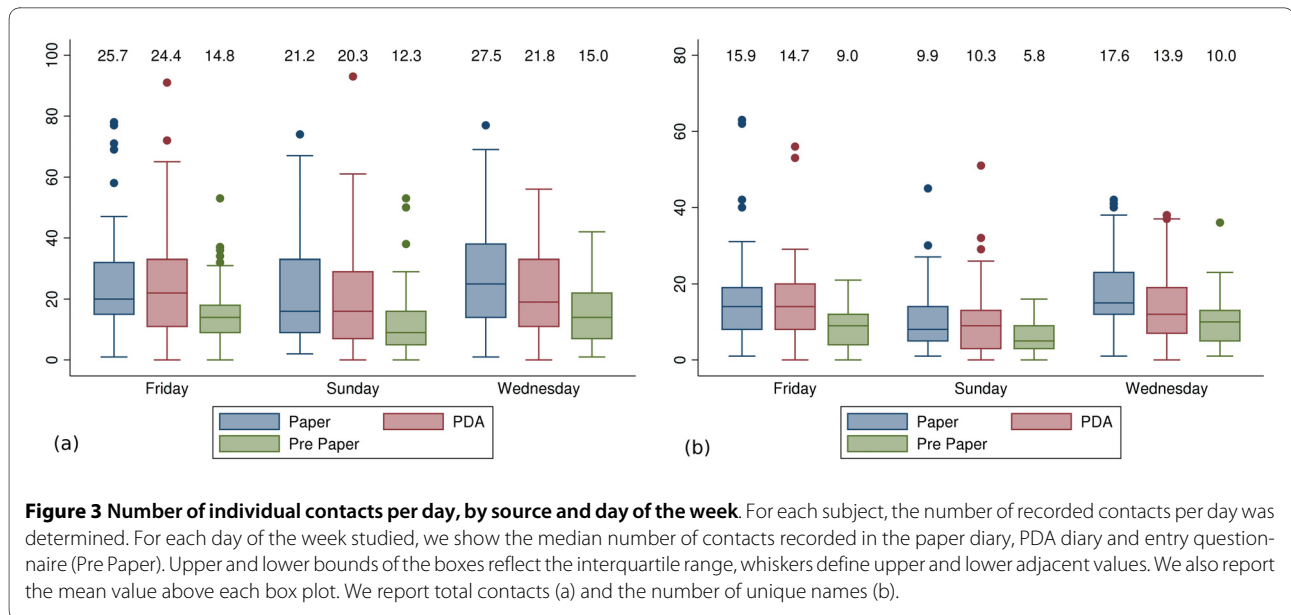 25.7 24.4 14.8 21.2 20.3 12.3 27.5 21.8 15.0
100
80
60
40
20
0
Friday Sunday Wednesday
Paper PDA
Pre Paper
(a)
15.9 14.7 9.0 9.9 10.3 5.8 17.6 13.9 10.0
80
60
40
20
0
Friday Sunday Wednesday
Paper PDA
Pre Paper
(b)
Figure 3 Number of individual contacts per day, by source and day of the week. For each subject, the number of recorded contacts per day was
determined. For each day of the week studied, we show the median number of contacts recorded in the paper diary, PDA diary and entry question-
naire (Pre Paper). Upper and lower bounds of the boxes reflect the interquartile range, whiskers define upper and lower adjacent values. We also report
the mean value above each box plot. We report total contacts (a) and the number of unique names (b).